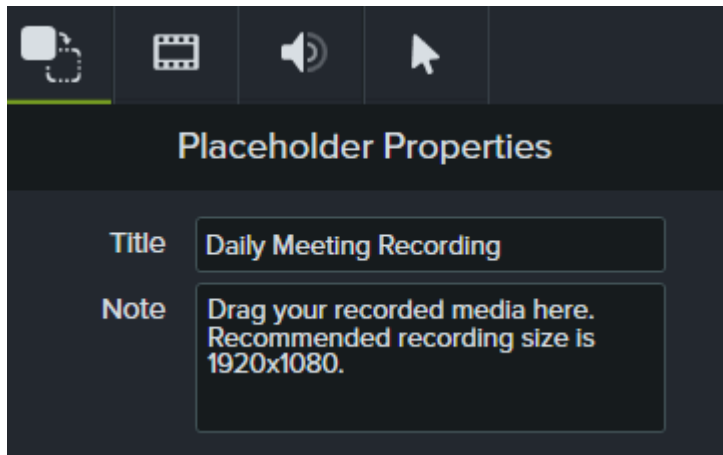 Placeholder Properties
Title
Daily Meeting Recording
Note
Drag your recorded media here.
Recommended recording size is
1920x1080.